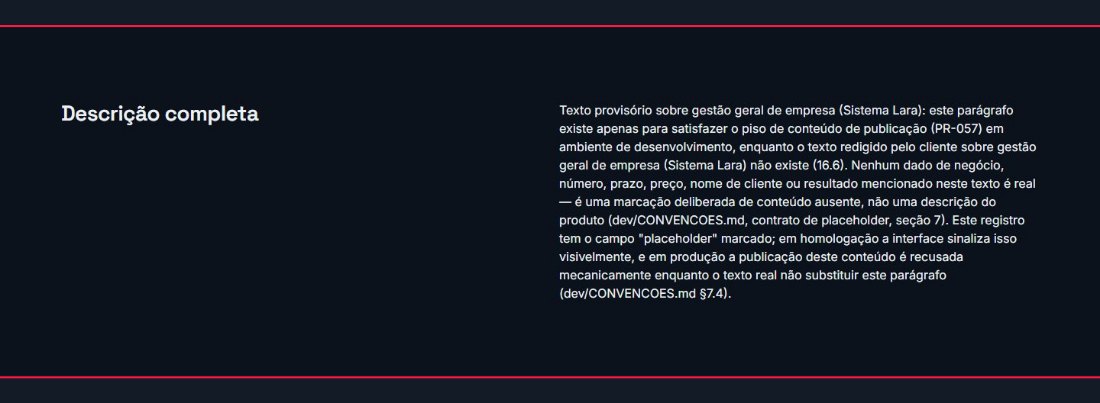 Descrição completa
Texto provisório sobre gestão geral de empresa (Sistema Lara): este parágrafo
existe apenas para satisfazer o piso de conteúdo de publicação (PR-057) em
ambiente de desenvolvimento, enquanto o texto redigido pelo cliente sobre gestão
geral de empresa (Sistema Lara) não existe (16.6). Nenhum dado de negócio,
número, prazo, preço, nome de cliente ou resultado mencionado neste texto é real
— é uma marcação deliberada de conteúdo ausente, não uma descrição do
produto (dev/CONVENCOES.md, contrato de placeholder, seção 7). Este registro
tem o campo "placeholder" marcado; em homologação a interface sinaliza isso
visivelmente, e em produção a publicação deste conteúdo é recusada
mecanicamente enquanto o texto real não substituir este parágrafo
(dev/CONVENCOES.md §7.4).